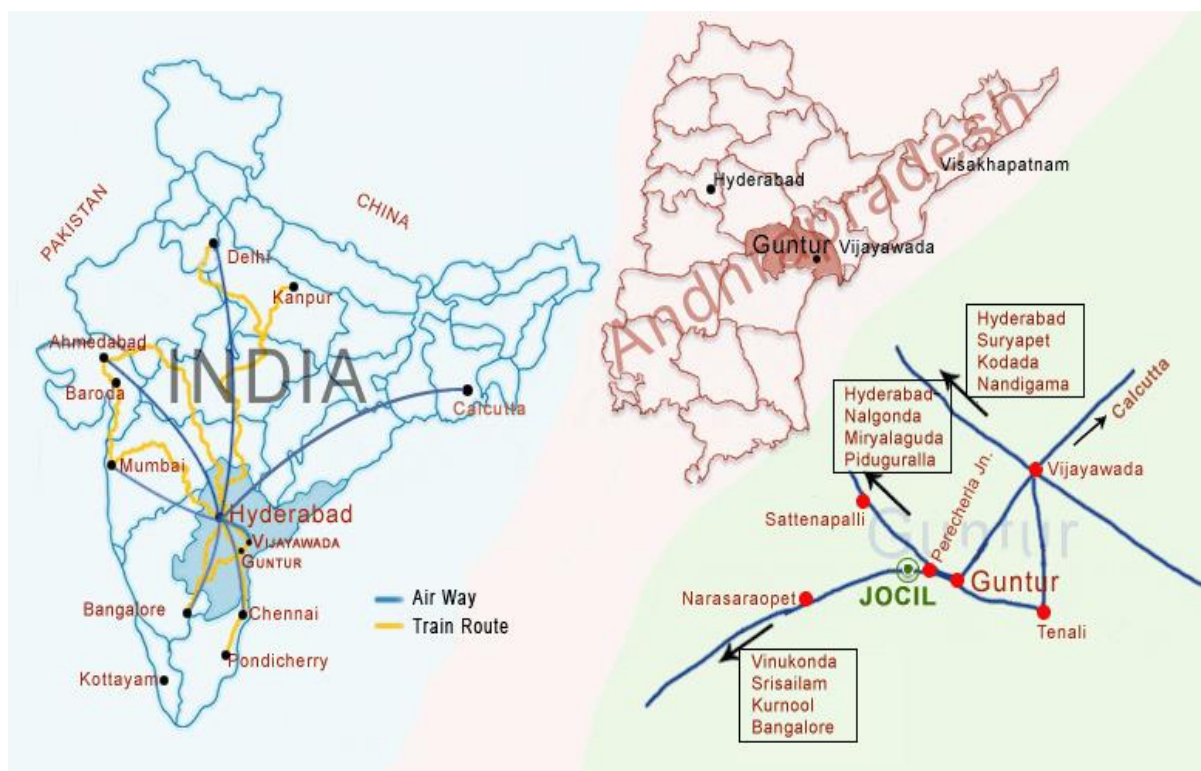 PAKISTAN
CHINA
Delhi
Kanpur
Ahmedabad
INDIA
Baroda
Calcutta
Mumbai
Hyderabad
VIJAYAWADA
GUNTUR
Bangalore
Chennai
Pondicherry
Kottayam
Air Way
Train Route
Andhrapradesh
Hyderabad
Visakhapatnam
Guntur
Vijayawada
Hyderabad
Suryapet
Kodada
Nandigama
Calcutta
Hyderabad
Nalgonda
Miryalaguda
Piduguralla
Vijayawada
Perecherla Jn.
Sattenapalli
Guntur
JOCIL
Guntur
Narasaraopet
Tenali
Vinukonda
Srisailam
Kurnool
Bangalore